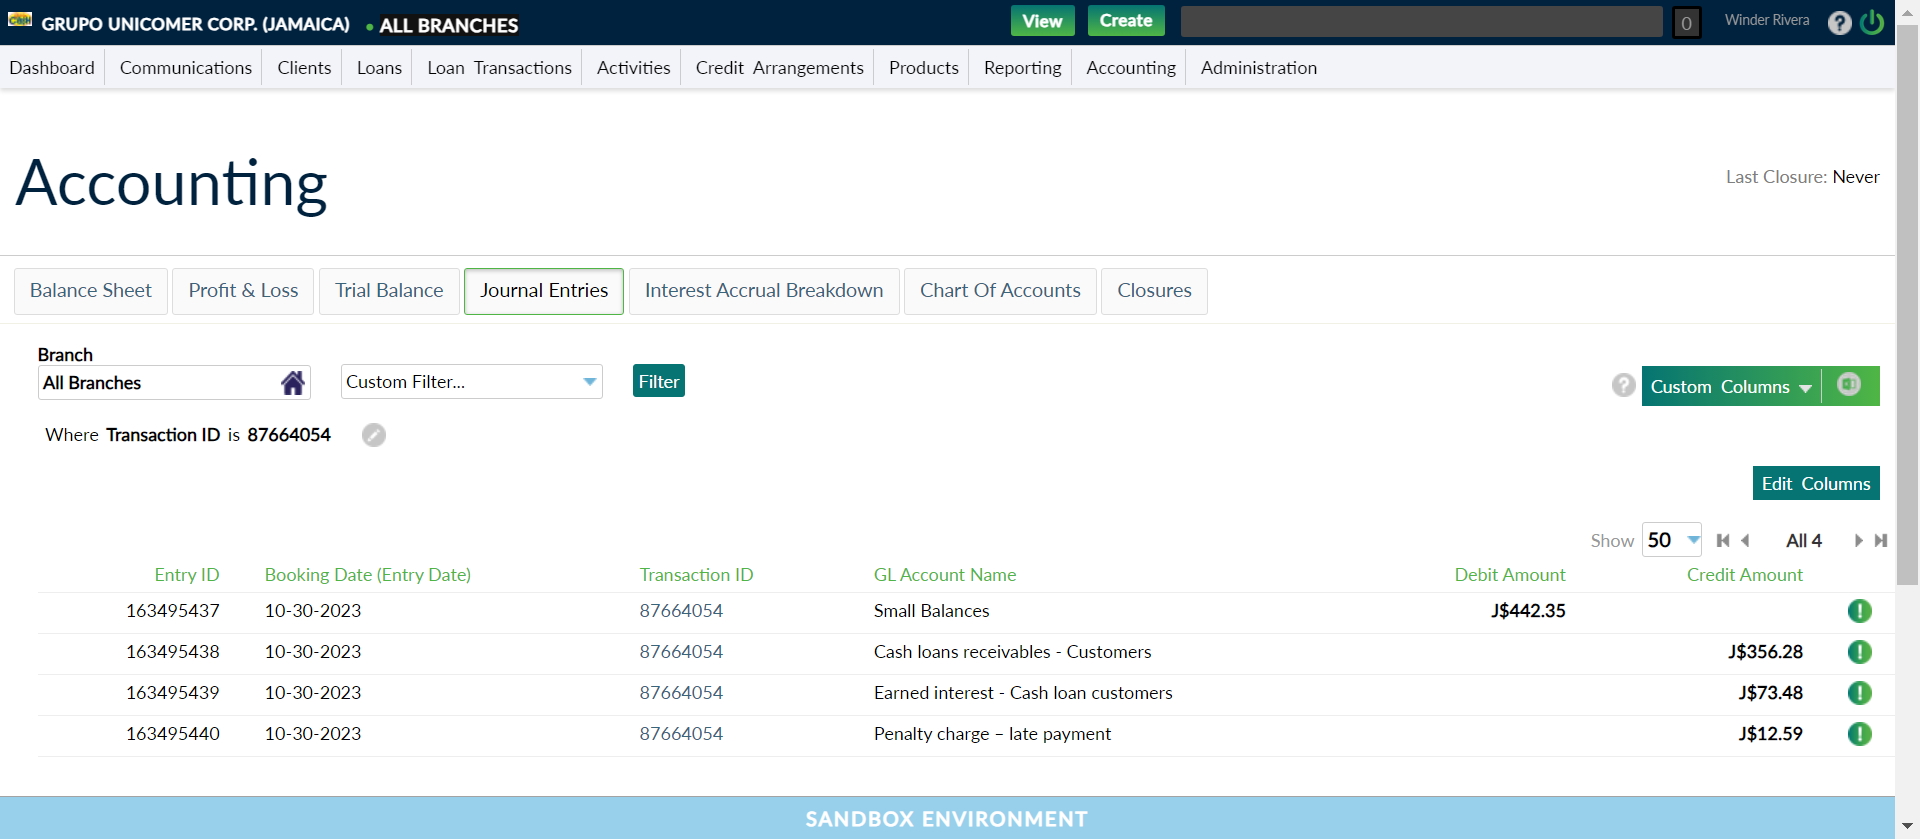 GRUPO UNICOMER CORP. (JAMAICA) • ALL BRANCHES View Create 0 Winder Rivera ?
Dashboard Communications Clients Loans Loan Transactions Activities Credit Arrangements Products Reporting Accounting Administration
Accounting
Last Closure: Never
Balance Sheet Profit & Loss Trial Balance Journal Entries Interest Accrual Breakdown Chart Of Accounts Closures
Branch
All Branches Custom Filter... Filter ? Custom Columns
Where Transaction ID is 87664054
Edit Columns
Show 50 All 4
Entry ID Booking Date (Entry Date) Transaction ID GL Account Name Debit Amount Credit Amount
163495437 10-30-2023 87664054 Small Balances J$442.35
163495438 10-30-2023 87664054 Cash loans receivables - Customers J$356.28
163495439 10-30-2023 87664054 Earned interest - Cash loan customers J$73.48
163495440 10-30-2023 87664054 Penalty charge – late payment J$12.59
SANDBOX ENVIRONMENT